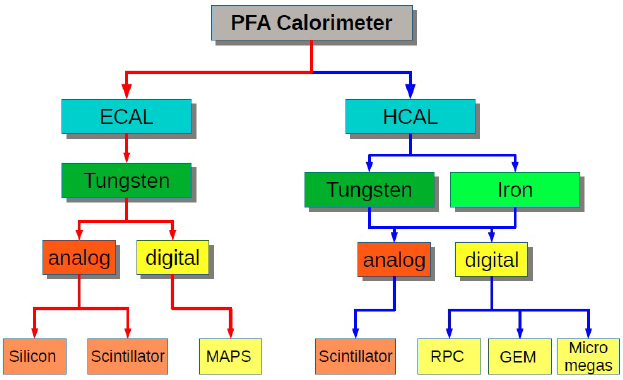 PFA Calorimeter
ECAL
HCAL
Tungsten
Tungsten
Iron
analog
digital
analog
digital
Silicon
Scintillator
MAPS
Scintillator
RPC
GEM
Micro
megas